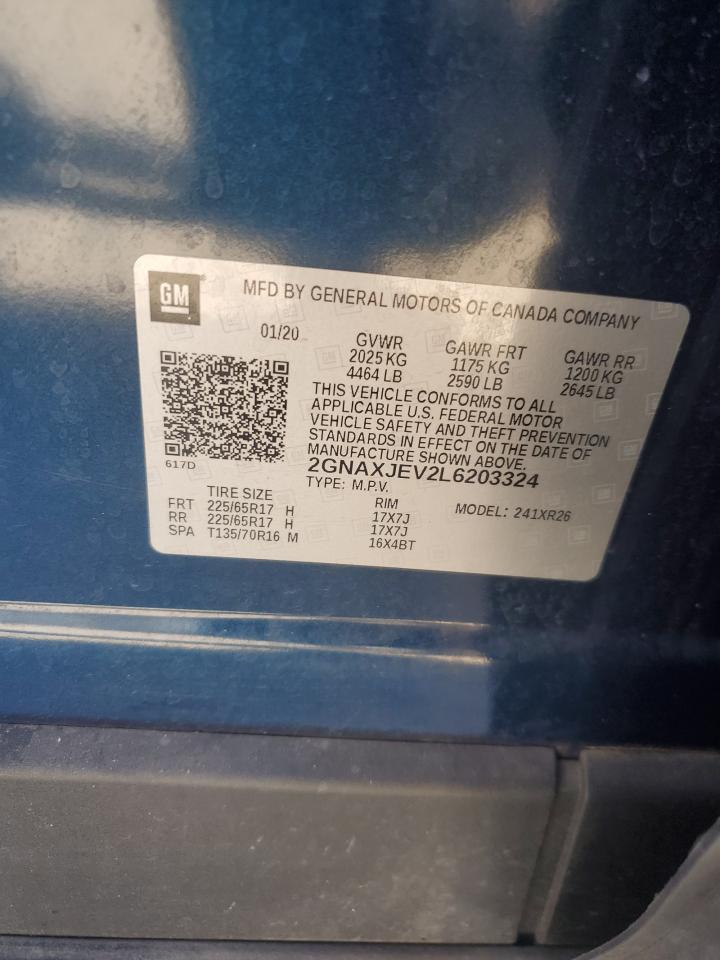 GM
MFD BY GENERAL MOTORS OF CANADA COMPANY
01/20
GVWR GAWR FRT GAWR RR
2025 KG 1175 KG 1200 KG
4464 LB 2590 LB 2645 LB
THIS VEHICLE CONFORMS TO ALL
APPLICABLE U.S. FEDERAL MOTOR
VEHICLE SAFETY AND THEFT PREVENTION
STANDARDS IN EFFECT ON THE DATE OF
MANUFACTURE SHOWN ABOVE.
617D
2GNAXJEV2L6203324
TYPE: M.P.V. MODEL: 241XR26
TIRE SIZE RIM
FRT 225/65R17 H 17X7J
RR 225/65R17 H 17X7J
SPA T135/70R16 M 16X4BT